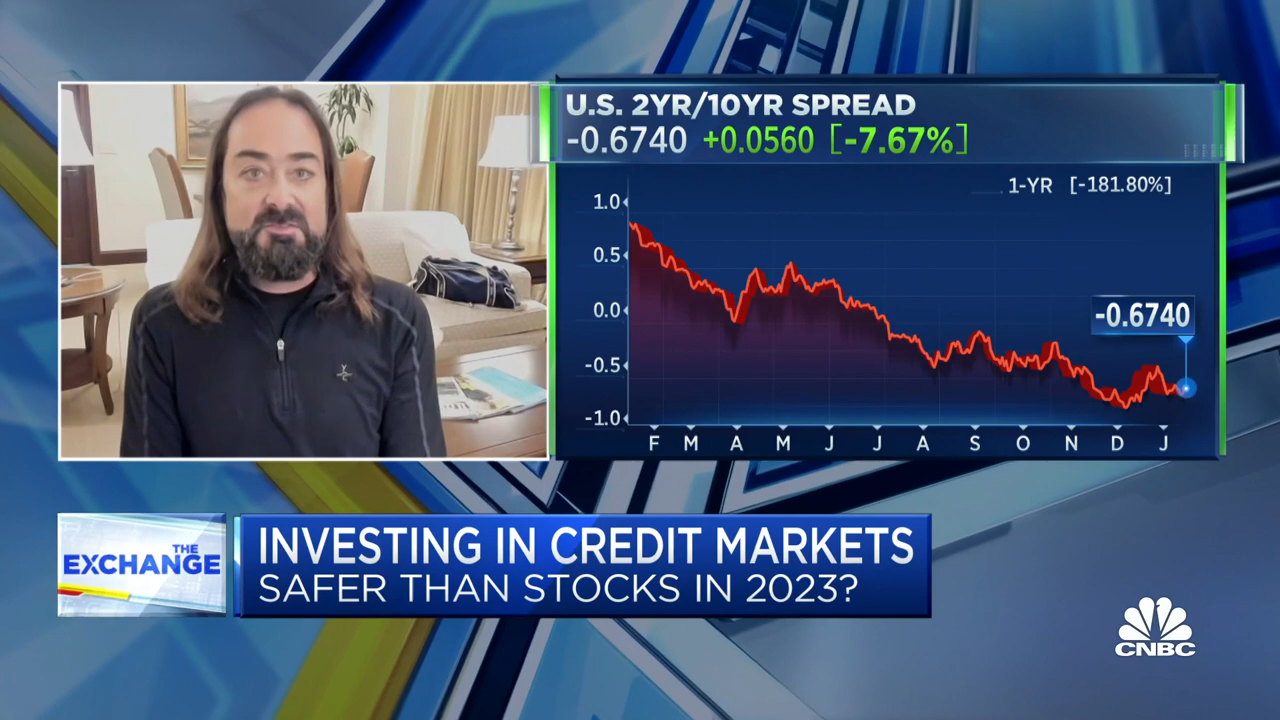 U.S. 2YR/10YR SPREAD
-0.6740 +0.0560 [-7.67%]
1-YR [-181.80%]
1.0
0.5
0.0
-0.5
-1.0
-0.6740
F M A M J J A S O N D J
THE
EXCHANGE
INVESTING IN CREDIT MARKETS
SAFER THAN STOCKS IN 2023?
CNBC